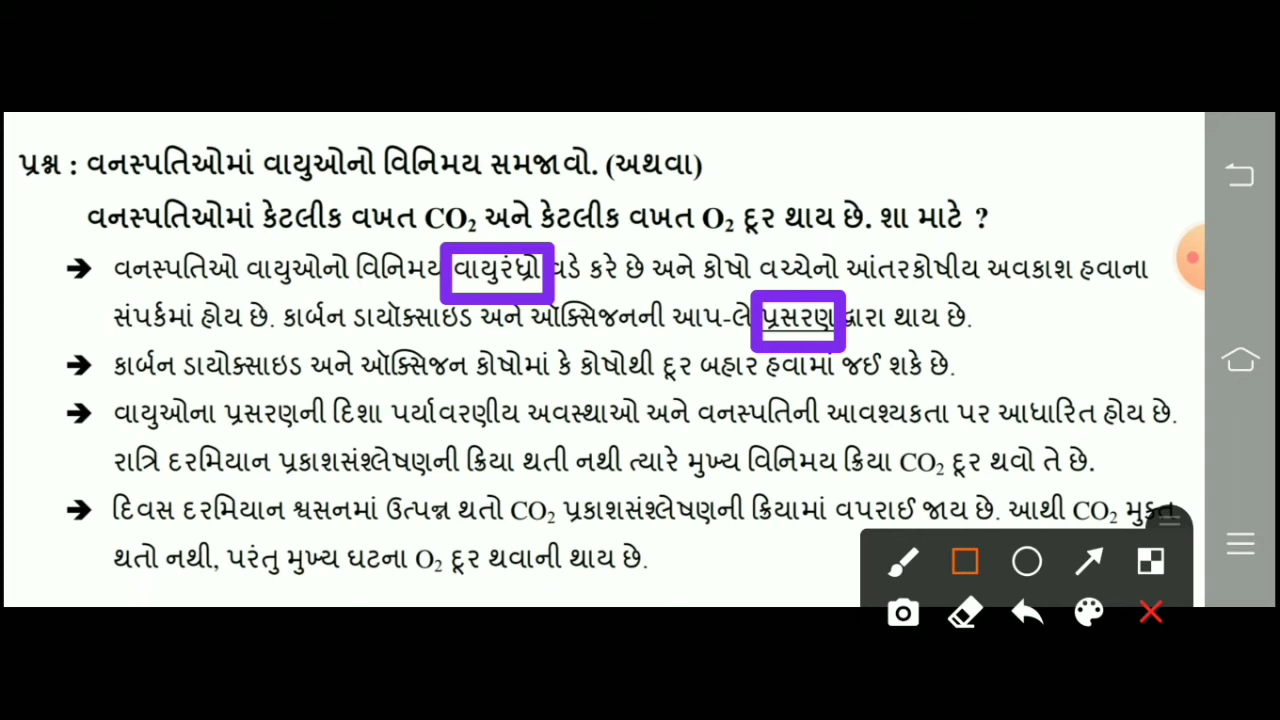 પ્રશ્ન : વનસ્પતિઓમાં વાયુઓનો વિનિમય સમજાવો. (અથવા)
વનસ્પતિઓમાં કેટલીક વખત CO₂ અને કેટલીક વખત O₂ દૂર થાય છે. શા માટે ?
➔ વનસ્પતિઓ વાયુઓનો વિનિમય વાયુરંધ્રો વડે કરે છે અને કોષો વચ્ચેનો આંતરકોષીય અવકાશ હવાના
સંપર્કમાં હોય છે. કાર્બન ડાયૉક્સાઇડ અને ઑક્સિજનની આપ-લે પ્રસરણ દ્વારા થાય છે.
➔ કાર્બન ડાયોક્સાઇડ અને ઑક્સિજન કોષોમાં કે કોષોથી દૂર બહાર હવામાં જઈ શકે છે.
➔ વાયુઓના પ્રસરણની દિશા પર્યાવરણીય અવસ્થાઓ અને વનસ્પતિની આવશ્યકતા પર આધારિત હોય છે.
રાત્રિ દરમિયાન પ્રકાશસંશ્લેષણની ક્રિયા થતી નથી ત્યારે મુખ્ય વિનિમય ક્રિયા CO₂ દૂર થવો તે છે.
➔ દિવસ દરમિયાન શ્વસનમાં ઉત્પન્ન થતો CO₂ પ્રકાશસંશ્લેષણની ક્રિયામાં વપરાઈ જાય છે. આથી CO₂ મુક્ત
થતો નથી, પરંતુ મુખ્ય ઘટના O₂ દૂર થવાની થાય છે.